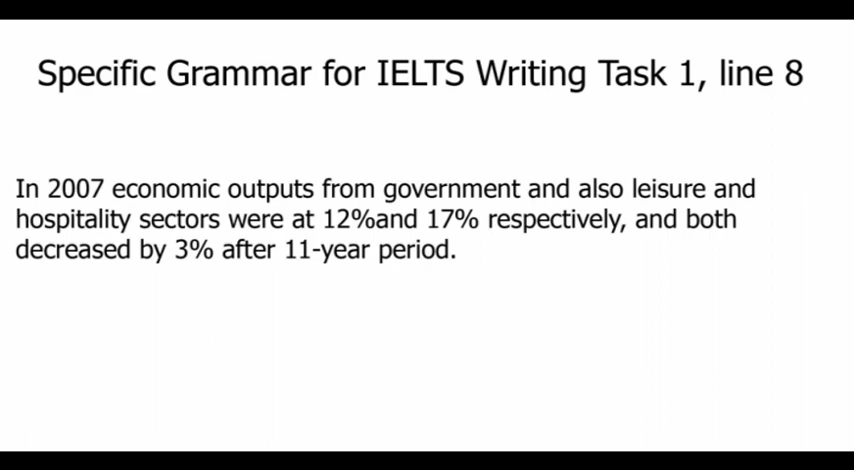 Specific Grammar for IELTS Writing Task 1, line 8
In 2007 economic outputs from government and also leisure and
hospitality sectors were at 12%and 17% respectively, and both
decreased by 3% after 11-year period.